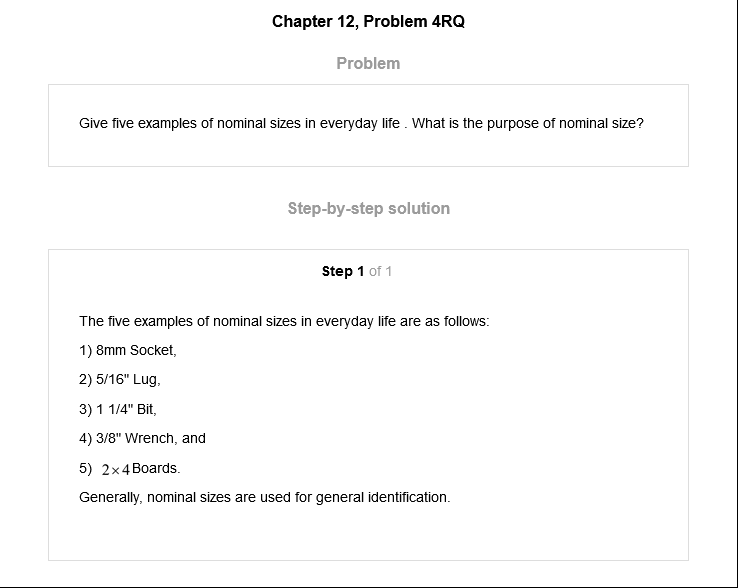 Chapter 12, Problem 4RQ
Problem
Give five examples of nominal sizes in everyday life . What is the purpose of nominal size?
Step-by-step solution
Step 1 of 1
The five examples of nominal sizes in everyday life are as follows:
1) 8mm Socket,
2) 5/16" Lug,
3) 1 1/4" Bit,
4) 3/8" Wrench, and
5) 2×4 Boards.
Generally, nominal sizes are used for general identification.